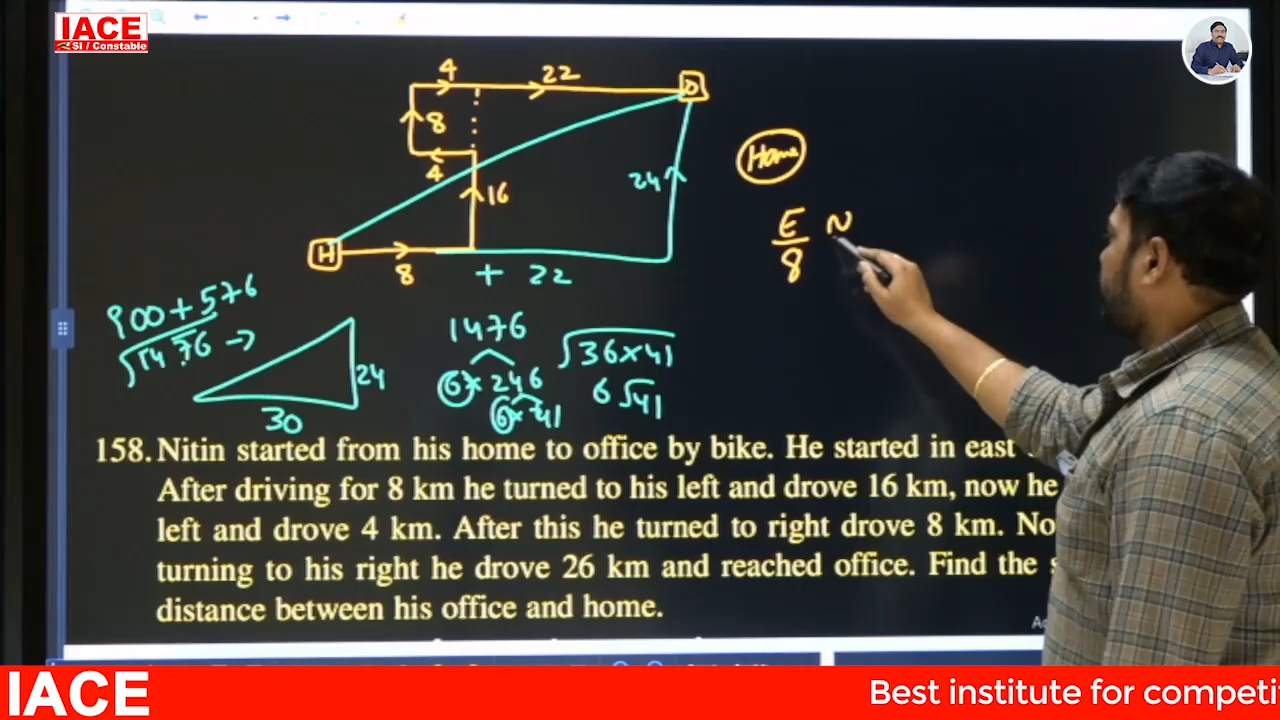 IACE
SI / Constable
4 22
8
4
16
24
H
8
+ 22
Home
E N
8
900+576
√1476 →
24
30
1476
6 × 246
6 × 41
√36×41
6√41
158. Nitin started from his home to office by bike. He started in east
After driving for 8 km he turned to his left and drove 16 km, now he
left and drove 4 km. After this he turned to right drove 8 km. No
turning to his right he drove 26 km and reached office. Find the s
distance between his office and home.
IACE
Best institute for competi